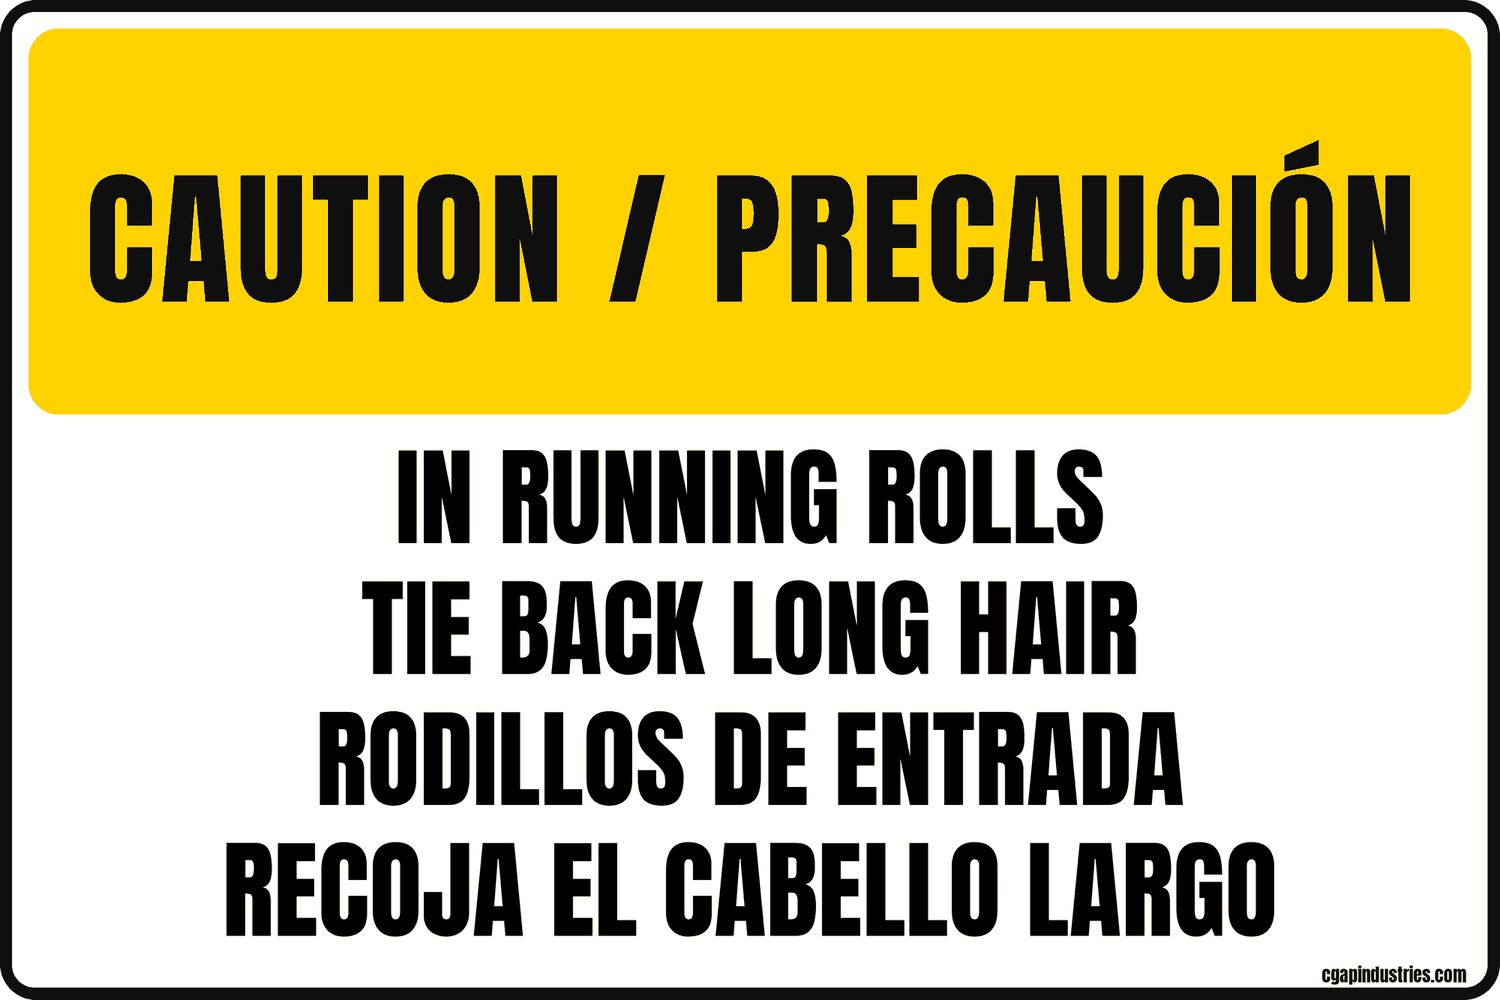 CAUTION / PRECAUCIÓN
IN RUNNING ROLLS
TIE BACK LONG HAIR
RODILLOS DE ENTRADA
RECOJA EL CABELLO LARGO
cgapindustries.com